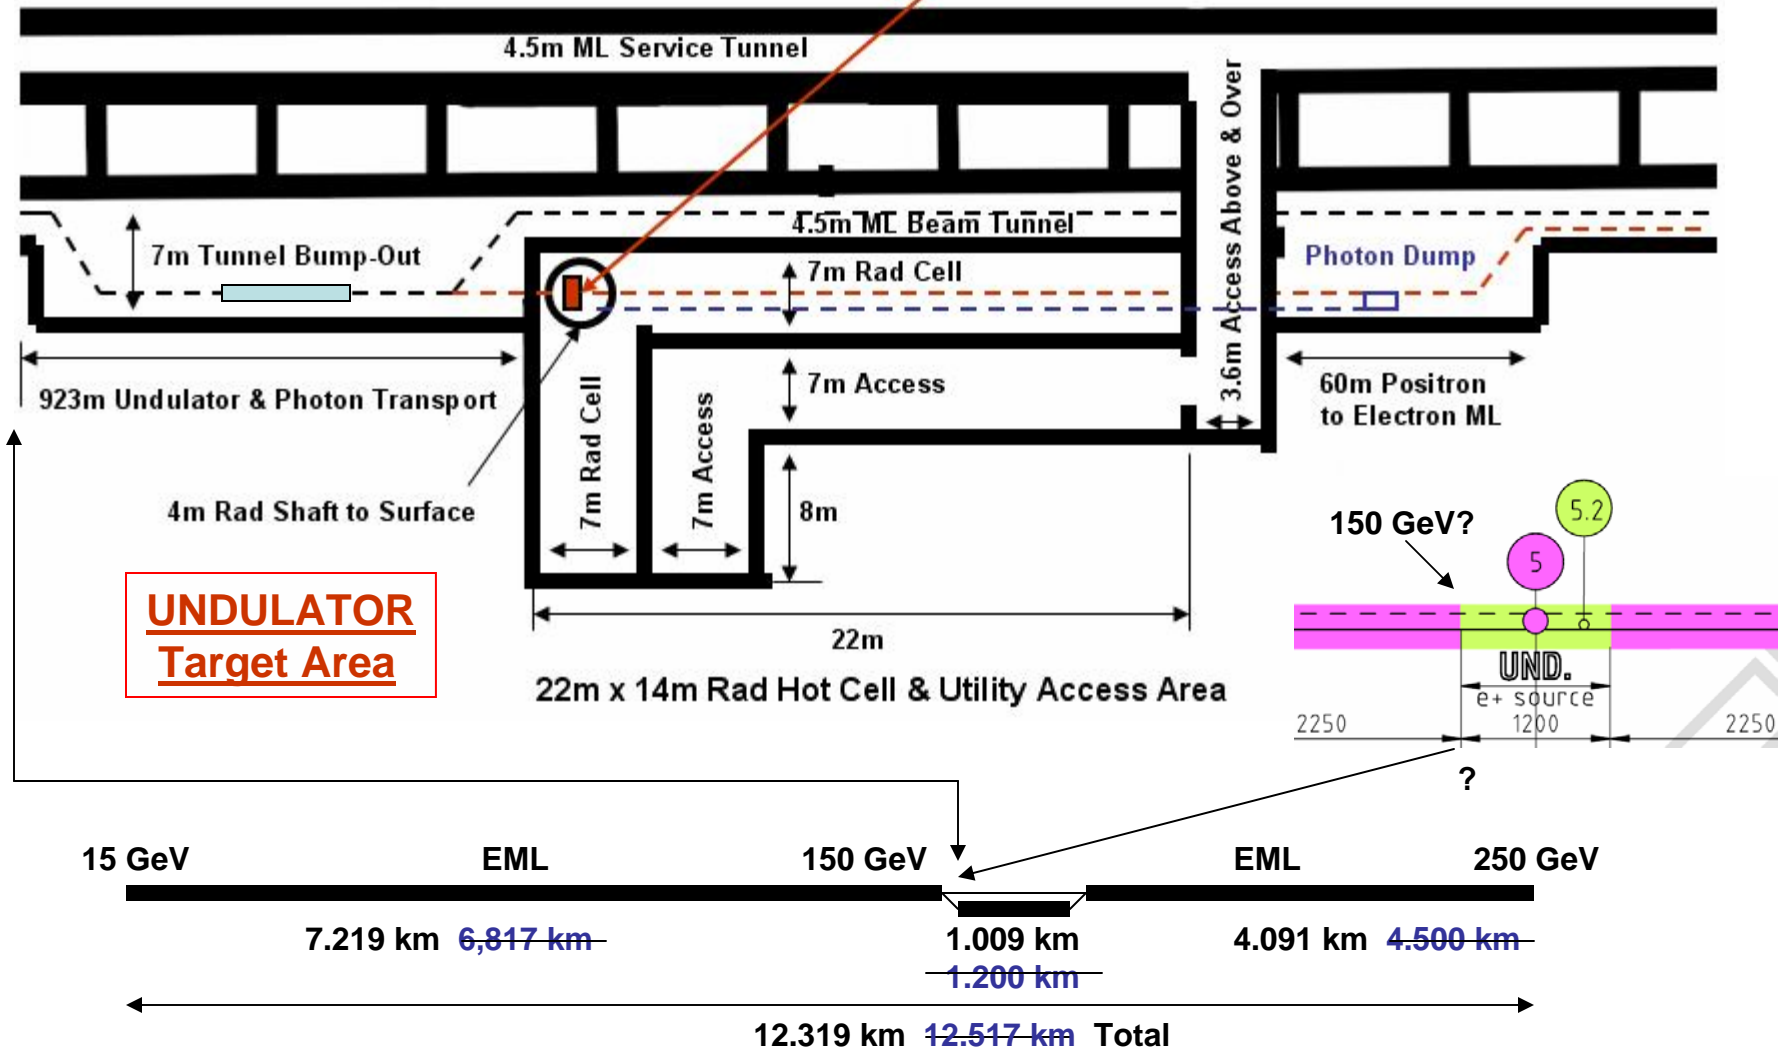 4.5m ML Service Tunnel
3.6m Access Above & Over
4.5m ML Beam Tunnel
7m Tunnel Bump-Out
7m Rad Cell
Photon Dump
7m Access
923m Undulator & Photon Transport
60m Positron
to Electron ML
7m Rad Cell
7m Access
4m Rad Shaft to Surface
8m
150 GeV?
5.2
5
UNDULATOR
Target Area
22m
22m x 14m Rad Hot Cell & Utility Access Area
UND.
e+ source
2250
1200
2250
?
15 GeV
EML
150 GeV
EML
250 GeV
7.219 km 6,817 km
1.009 km
1.200 km
4.091 km 4.500 km
12.319 km 12.517 km Total